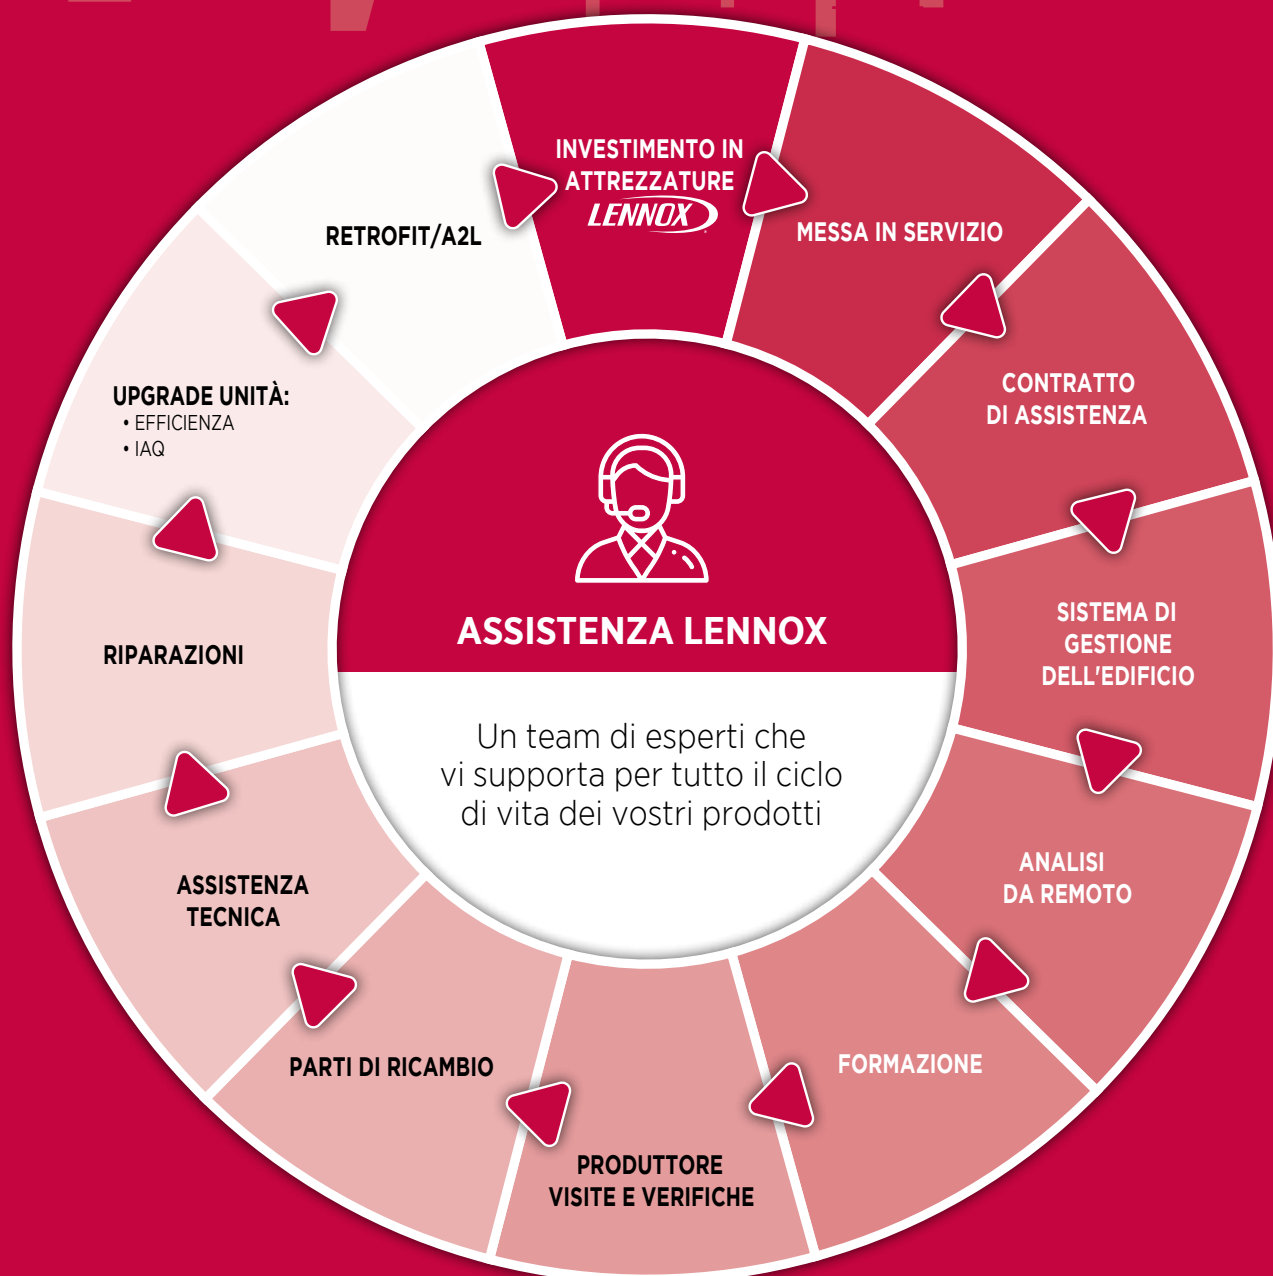 INVESTIMENTO IN
ATTREZZATURE
LENNOX
MESSA IN SERVIZIO
CONTRATTO
DI ASSISTENZA
SISTEMA DI
GESTIONE
DELL'EDIFICIO
ANALISI
DA REMOTO
FORMAZIONE
PRODUTTORE
VISITE E VERIFICHE
PARTI DI RICAMBIO
ASSISTENZA
TECNICA
RIPARAZIONI
UPGRADE UNITÀ:
• EFFICIENZA
• IAQ
RETROFIT/A2L
ASSISTENZA LENNOX
Un team di esperti che
vi supporta per tutto il ciclo
di vita dei vostri prodotti